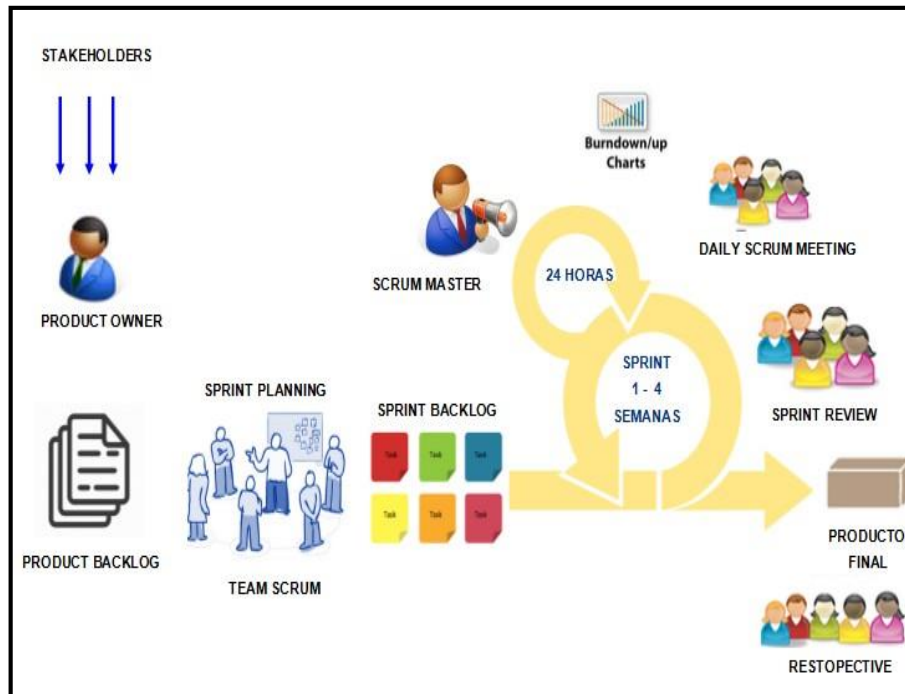 STAKEHOLDERS
Burndown/up
Charts
SCRUM MASTER
24 HORAS
DAILY SCRUM MEETING
PRODUCT OWNER
SPRINT
1 - 4
SEMANAS
SPRINT PLANNING
SPRINT BACKLOG
SPRINT REVIEW
Task
Task
Task
Task
Task
Task
PRODUCT BACKLOG
TEAM SCRUM
PRODUCTO
FINAL
RESTOPECTIVE